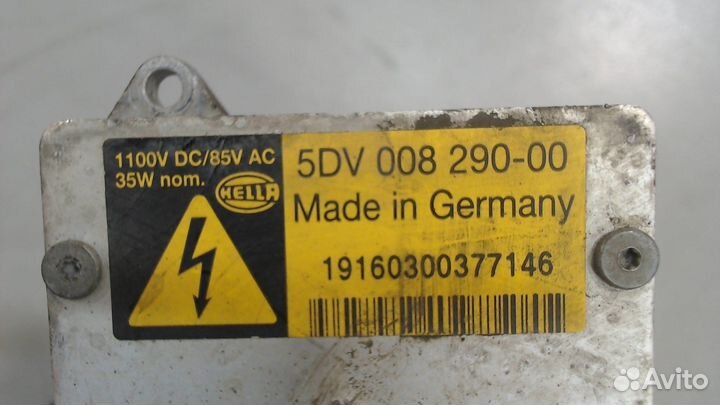 1100V DC/85V AC
35W nom.
HELLA
5DV 008 290-00
Made in Germany
19160300377146
Avito